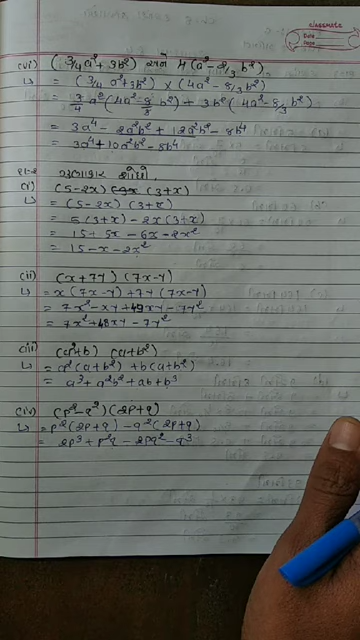 classmate
Date
Page
(vi) (3/4 a² + 3b²) અને 4(a² - 2/3 b²)
↳ = (3/4 a² + 3b²) × (4a² - 8/3 b²)
= 3/4 a² (4a² - 8/3 b²) + 3b² (4a² - 8/3 b²)
= 3a⁴ - 2a²b² + 12a²b² - 8b⁴
= 3a⁴ + 10a²b² - 8b⁴
પ્ર-2 ગુણાકાર શોધો.
(i) (5-2x) (3+x)
↳ = (5-2x) (3+x)
= 5(3+x) - 2x(3+x)
= 15 + 5x - 6x - 2x²
= 15 - x - 2x²
(ii) (x+7y) (7x-y)
↳ = x(7x-y) + 7y(7x-y)
= 7x² - xy + 49xy - 7y²
= 7x² + 48xy - 7y²
(iii) (a²+b) (a+b²)
↳ = a²(a+b²) + b(a+b²)
= a³ + a²b² + ab + b³
(iv) (p²-q²) (2p+q)
↳ = p²(2p+q) - q²(2p+q)
= 2p³ + p²q - 2pq² - q³